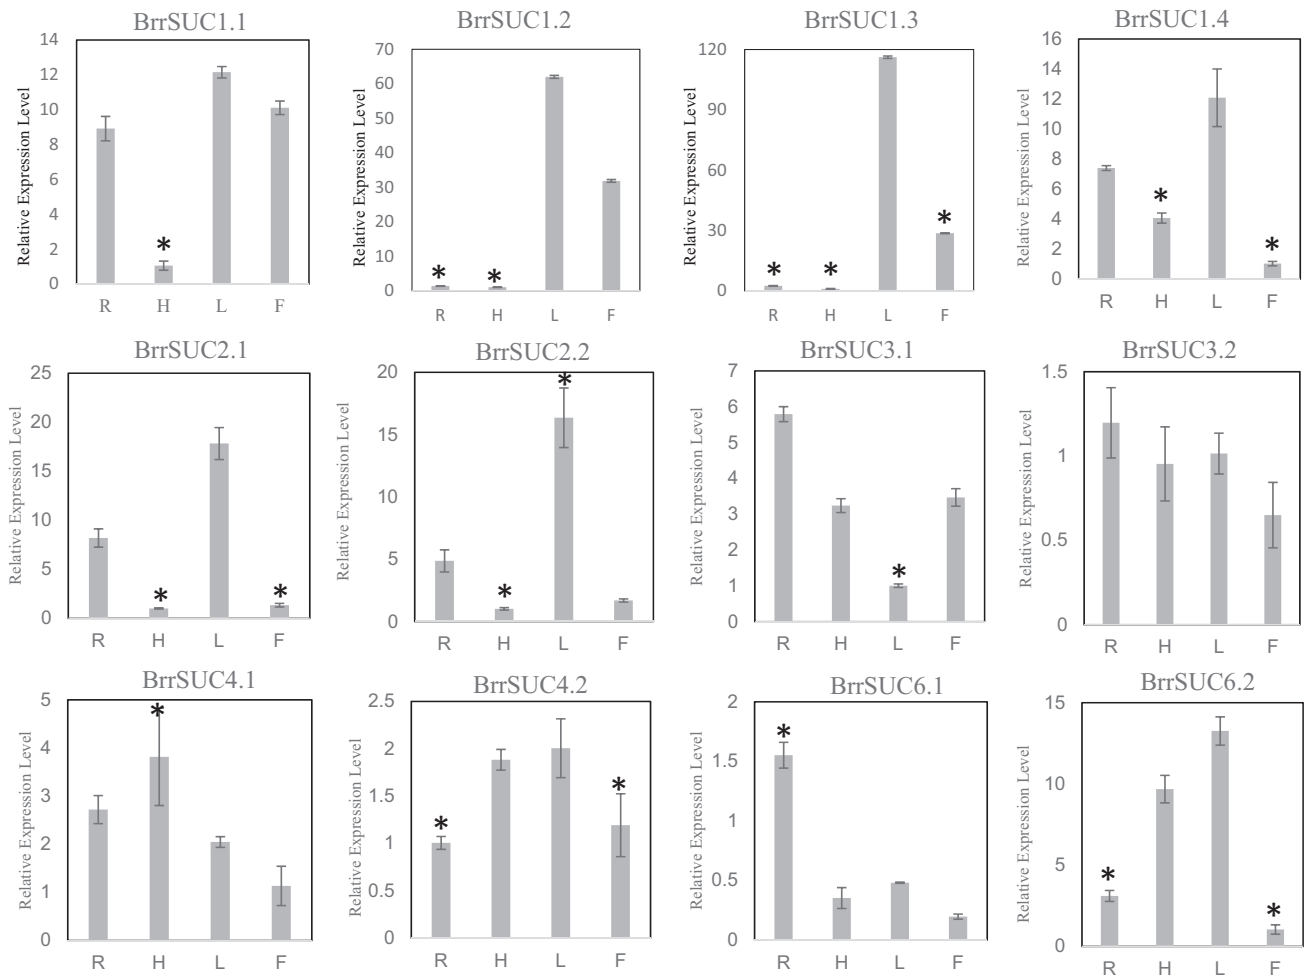 BrrSUC1.1
Relative Expression Level
14
12
10
8
6
4
2
0
*
R H L F
BrrSUC1.2
Relative Expression Level
70
60
50
40
30
20
10
0
* *
R H L F
BrrSUC1.3
Relative Expression Level
120
90
60
30
0
* * *
R H L F
BrrSUC1.4
Relative Expression Level
16
14
12
10
8
6
4
2
0
* *
R H L F
BrrSUC2.1
Relative Expression Level
25
20
15
10
5
0
* *
R H L F
BrrSUC2.2
Relative Expression Level
20
15
10
5
0
* *
R H L F
BrrSUC3.1
Relative Expression Level
7
6
5
4
3
2
1
0
*
R H L F
BrrSUC3.2
Relative Expression Level
1.5
1
0.5
0
R H L F
BrrSUC4.1
Relative Expression Level
5
4
3
2
1
0
*
R H L F
BrrSUC4.2
Relative Expression Level
2.5
2
1.5
1
0.5
0
* *
R H L F
BrrSUC6.1
Relative Expression Level
2
1.5
1
0.5
0
*
R H L F
BrrSUC6.2
Relative Expression Level
15
10
5
0
* *
R H L F